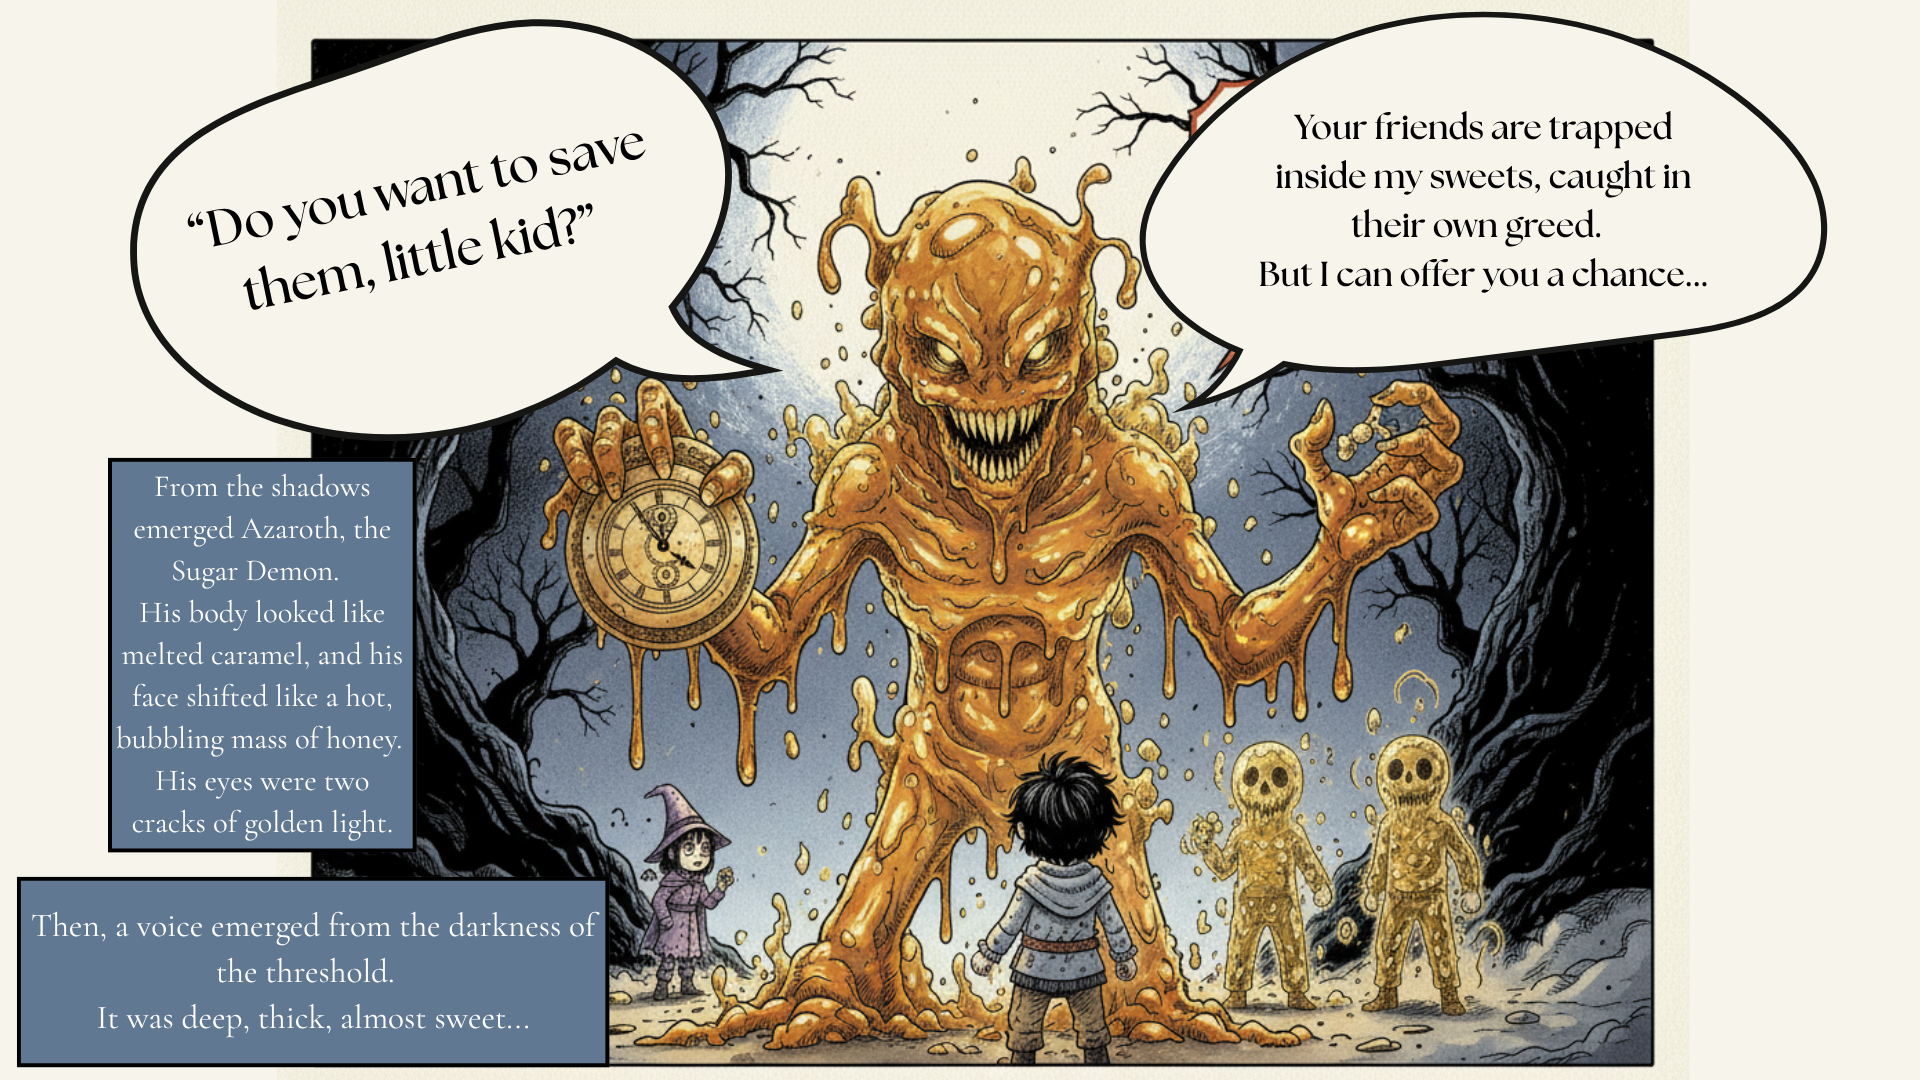 “Do you want to save
them, little kid?”
Your friends are trapped
inside my sweets, caught in
their own greed.
But I can offer you a chance...
From the shadows
emerged Azaroth, the
Sugar Demon.
His body looked like
melted caramel, and his
face shifted like a hot,
bubbling mass of honey.
His eyes were two
cracks of golden light.
Then, a voice emerged from the darkness of
the threshold.
It was deep, thick, almost sweet...